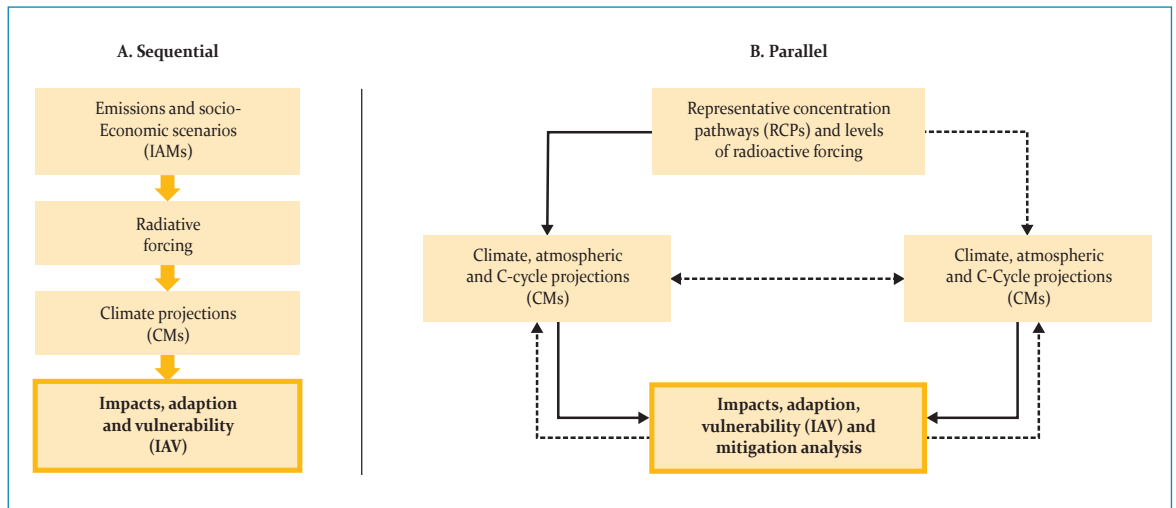 A. Sequential
Emissions and socio-
Economic scenarios
(IAMs)
Radiative
forcing
Climate projections
(CMs)
Impacts, adaption
and vulnerability
(IAV)
B. Parallel
Representative concentration
pathways (RCPs) and levels
of radioactive forcing
Climate, atmospheric
and C-cycle projections
(CMs)
Climate, atmospheric
and C-Cycle projections
(CMs)
Impacts, adaption,
vulnerability (IAV) and
mitigation analysis